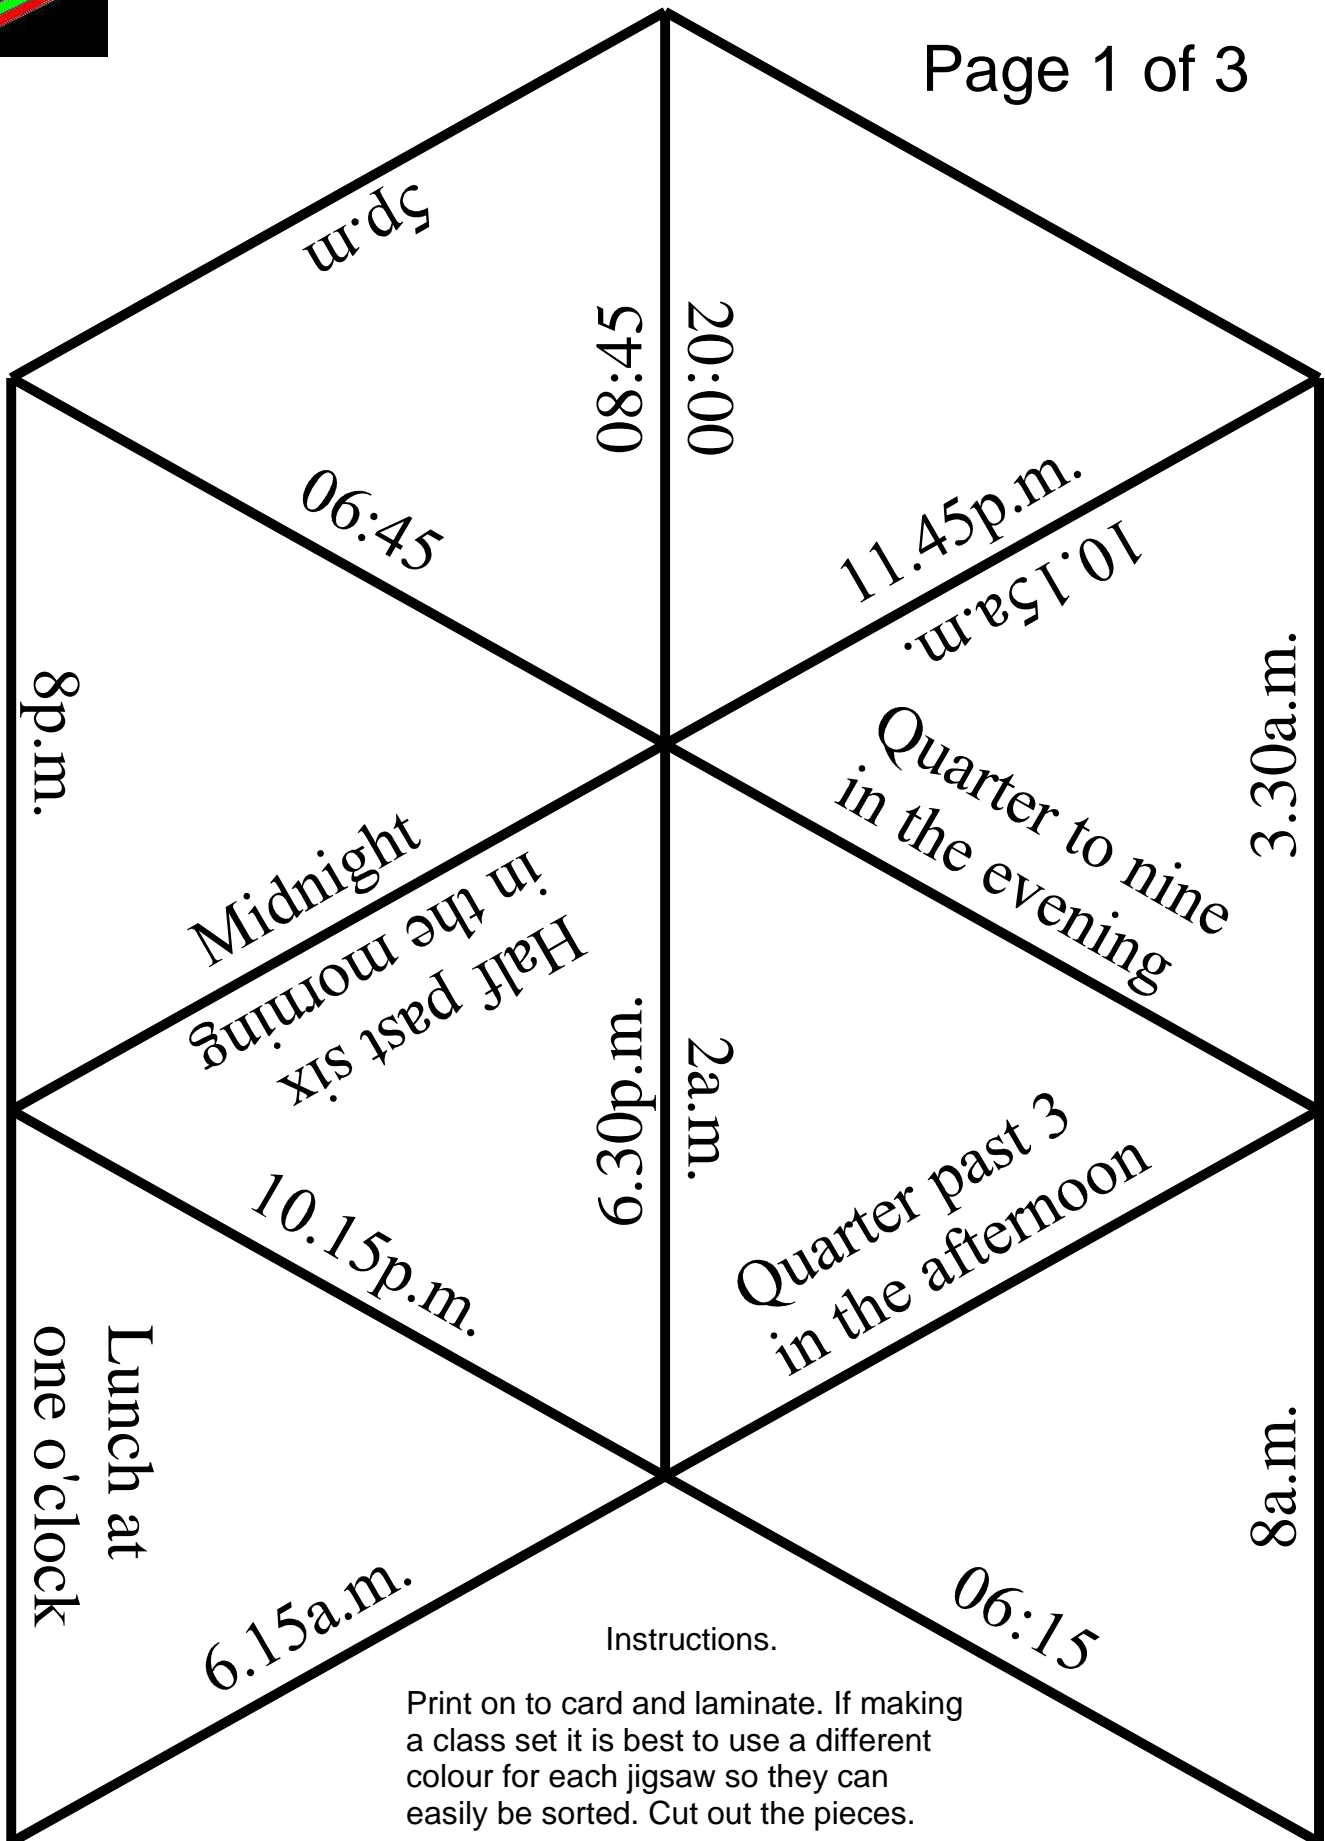 Page 1 of 3
5p.m
08:45
20:00
06:45
11.45p.m.
10.15a.m.
8p.m.
3.30a.m.
Quarter to nine
in the evening
Midnight
Half past six
in the morning
6.30p.m.
2a.m.
Quarter past 3
in the afternoon
10.15p.m.
Lunch at
one o'clock
8a.m.
6.15a.m.
06:15
Instructions.
Print on to card and laminate. If making
a class set it is best to use a different
colour for each jigsaw so they can
easily be sorted. Cut out the pieces.